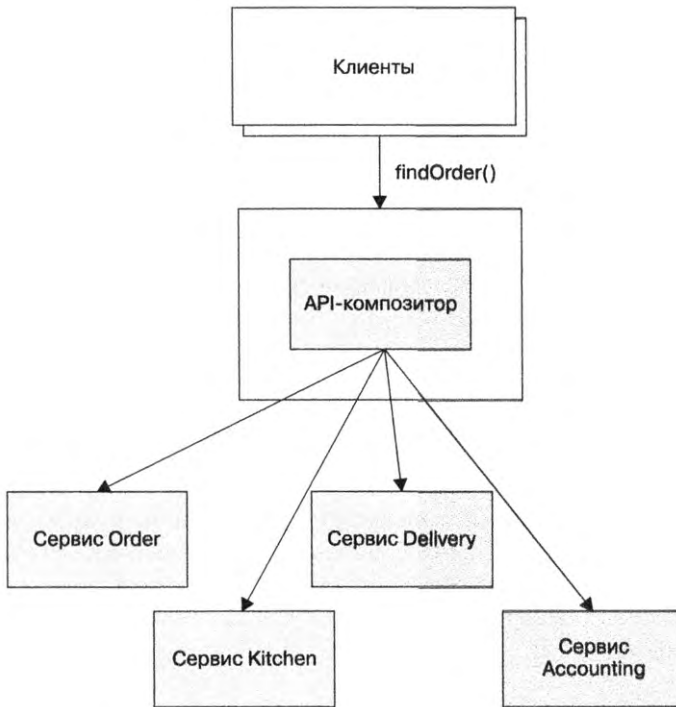 Клиенты
findOrder()
API-композитор
Сервис Order
Сервис Delivery
Сервис Kitchen
Сервис
Accounting